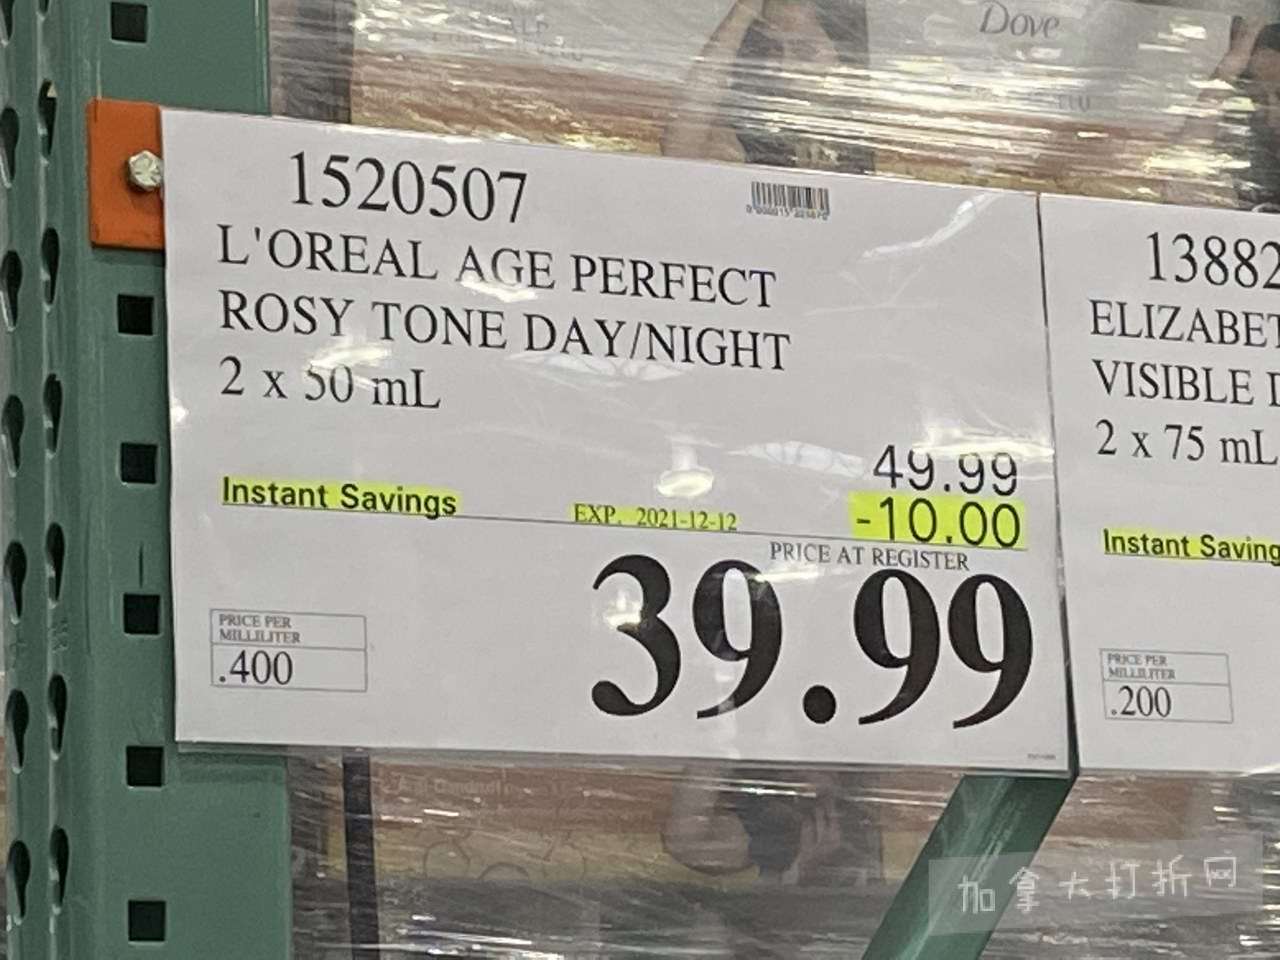 Dove
1520507
L'OREAL AGE PERFECT
ROSY TONE DAY/NIGHT
2 x 50 mL
49.99
Instant Savings
EXP. 2021-12-12
-10.00
PRICE AT REGISTER
39.99
PRICE PER
MILLILITER
.400
13882
ELIZABET
VISIBLE
2 x 75 mL
Instant Saving
PRICE PER
MILLILITER
.200
加拿大打折网